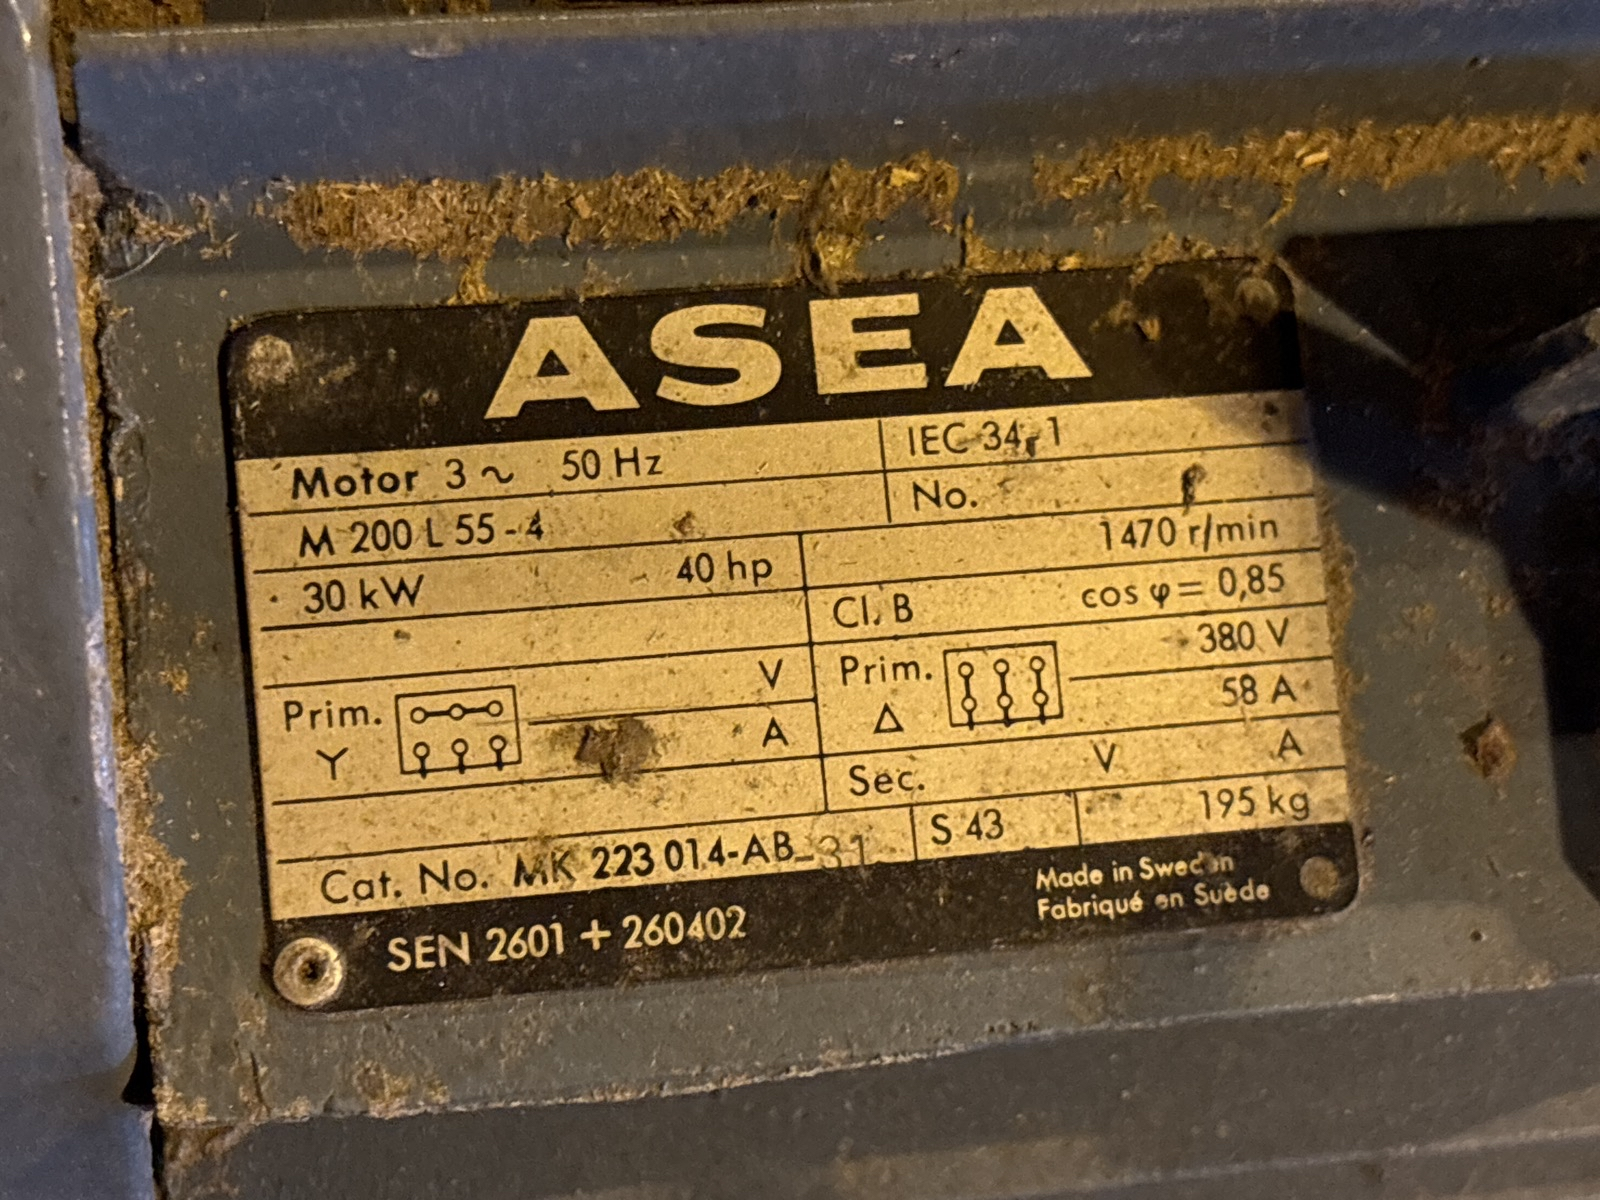 ASEA
Motor 3 ~ 50 Hz
IEC 34-1
M 200 L 55-4
No.
30 kW 40 hp
1470 r/min
Cl. B cos φ = 0,85
Prim. Y V A
Prim. Δ 380 V
58 A
Sec. V A
Cat. No. MK 223 014-AB-31
S 43
195 kg
SEN 2601 + 260402
Made in Sweden
Fabriqué en Suède